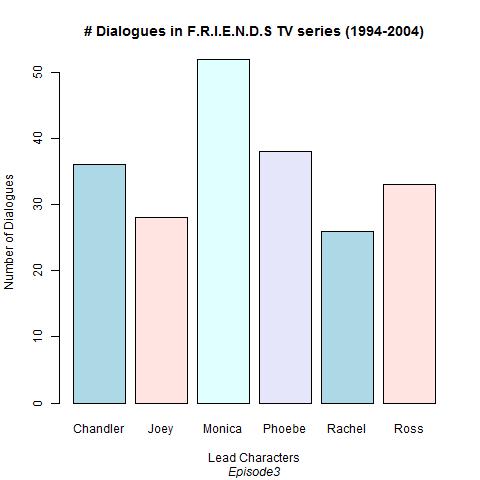 # Dialogues in F.R.I.E.N.D.S TV series (1994-2004)
Number of Dialogues
50
40
30
20
10
0
Chandler Joey Monica Phoebe Rachel Ross
Lead Characters
Episode3